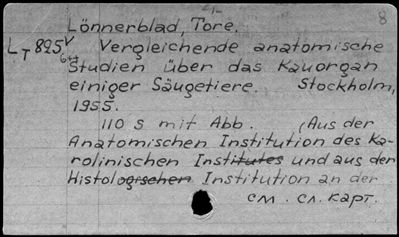 8
Lönnerblad, Tore.
LT 825V Vergleichende anatomische
Studien über das Kauorgan
einiger Säugetiere. Stockholm,
1955.
110 S mit Abb. (Aus der
Anatomischen Institution des Ka-
rolinischen Institutes und aus der
Histologischen Institution an der
см. сл. карт.